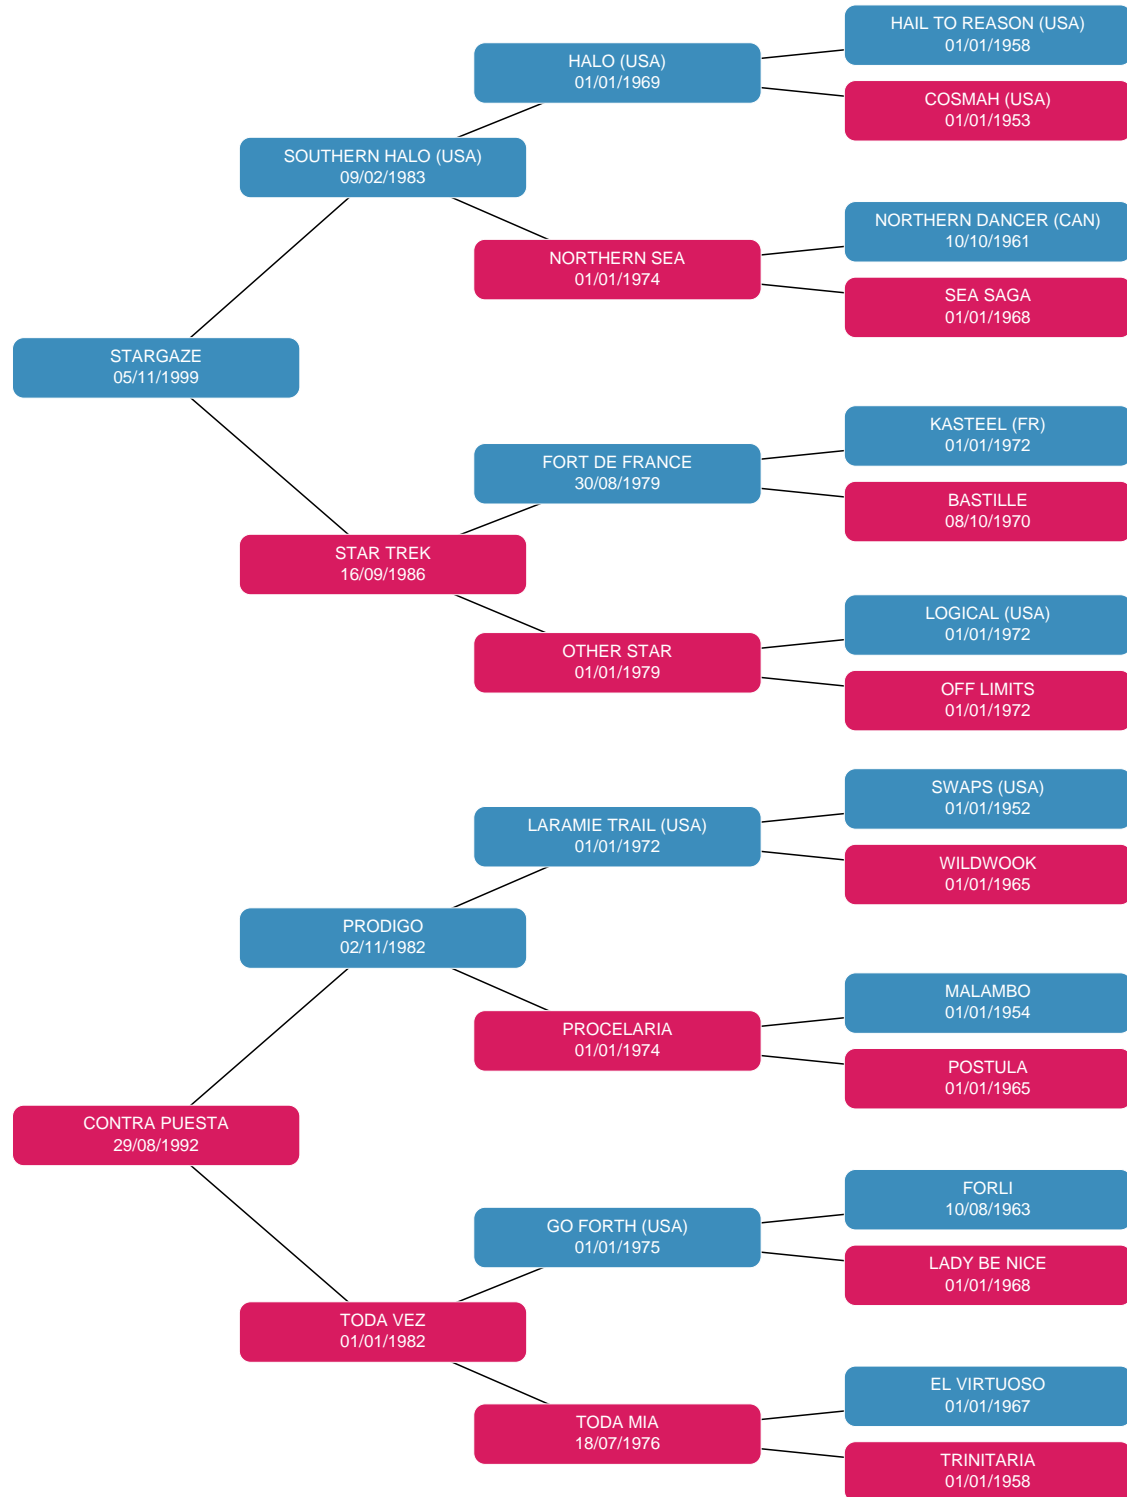 HAIL TO REASON (USA)
01/01/1958
HALO (USA)
01/01/1969
COSMAH (USA)
01/01/1953
SOUTHERN HALO (USA)
09/02/1983
NORTHERN DANCER (CAN)
10/10/1961
NORTHERN SEA
01/01/1974
SEA SAGA
01/01/1968
STARGAZE
05/11/1999
KASTEEL (FR)
01/01/1972
FORT DE FRANCE
30/08/1979
BASTILLE
08/10/1970
STAR TREK
16/09/1986
LOGICAL (USA)
01/01/1972
OTHER STAR
01/01/1979
OFF LIMITS
01/01/1972
SWAPS (USA)
01/01/1952
LARAMIE TRAIL (USA)
01/01/1972
WILDWOOK
01/01/1965
PRODIGO
02/11/1982
MALAMBO
01/01/1954
PROCELARIA
01/01/1974
POSTULA
01/01/1965
CONTRA PUESTA
29/08/1992
FORLI
10/08/1963
GO FORTH (USA)
01/01/1975
LADY BE NICE
01/01/1968
TODA VEZ
01/01/1982
EL VIRTUOSO
01/01/1967
TODA MIA
18/07/1976
TRINITARIA
01/01/1958